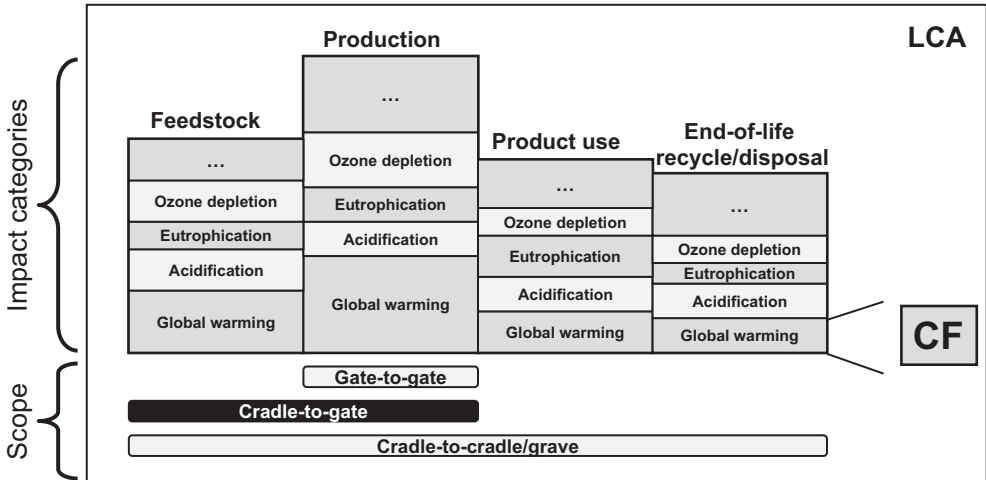 LCA
Impact categories
Feedstock
...
Ozone depletion
Eutrophication
Acidification
Global warming
Production
...
Ozone depletion
Eutrophication
Acidification
Global warming
Product use
...
Ozone depletion
Eutrophication
Acidification
Global warming
End-of-life
recycle/disposal
...
Ozone depletion
Eutrophication
Acidification
Global warming
CF
Scope
Gate-to-gate
Cradle-to-gate
Cradle-to-cradle/grave